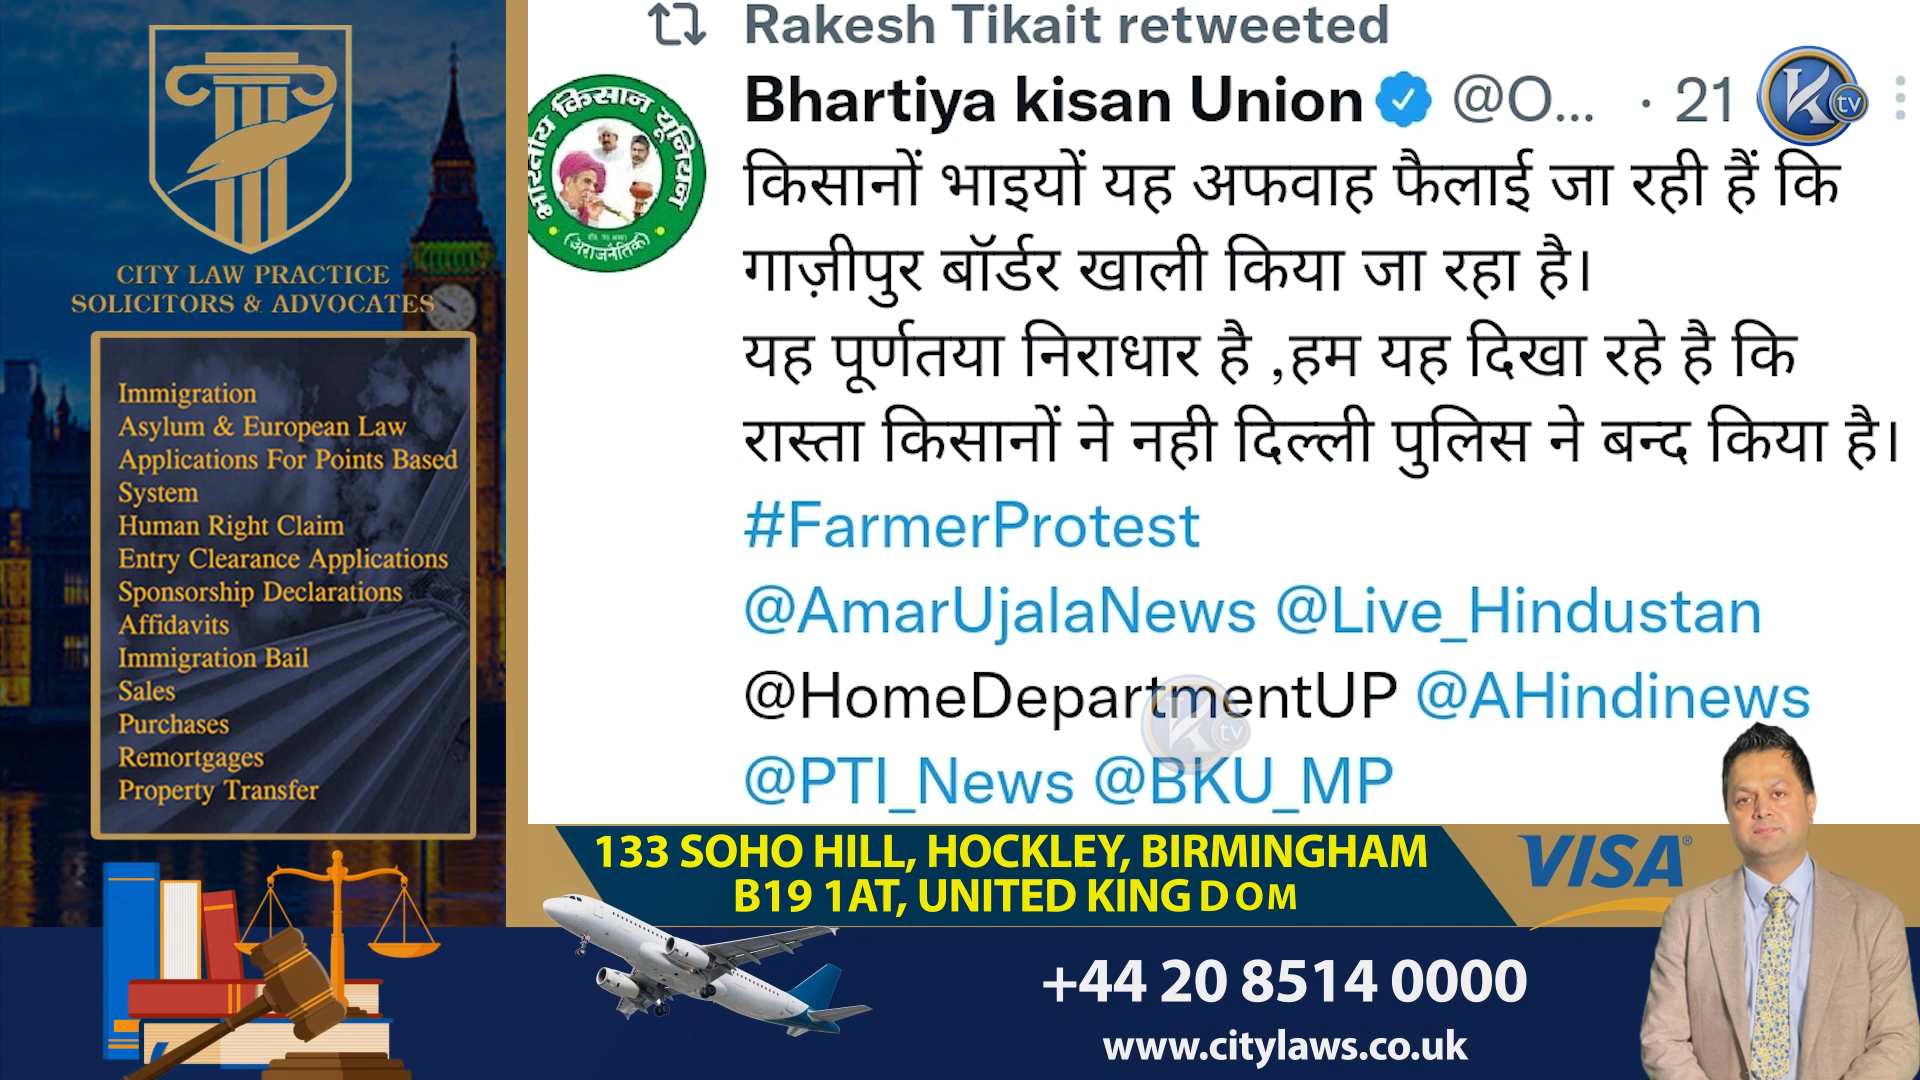 CITY LAW PRACTICE
SOLICITORS & ADVOCATES
Immigration
Asylum & European Law
Applications For Points Based
System
Human Right Claim
Entry Clearance Applications
Sponsorship Declarations
Affidavits
Immigration Bail
Sales
Purchases
Remortgages
Property Transfer
Rakesh Tikait retweeted
Bhartiya kisan Union @O... · 21
K tv
भारतीय किसान यूनियन
(अराजनैतिक)
किसानों भाइयों यह अफवाह फैलाई जा रही हैं कि
गाज़ीपुर बॉर्डर खाली किया जा रहा है।
यह पूर्णतया निराधार है ,हम यह दिखा रहे है कि
रास्ता किसानों ने नही दिल्ली पुलिस ने बन्द किया है।
#FarmerProtest
@AmarUjalaNews @Live_Hindustan
@HomeDepartmentUP @AHindinews
K tv
@PTI_News @BKU_MP
133 SOHO HILL, HOCKLEY, BIRMINGHAM
B19 1AT, UNITED KINGDOM
VISA
+44 20 8514 0000
www.citylaws.co.uk